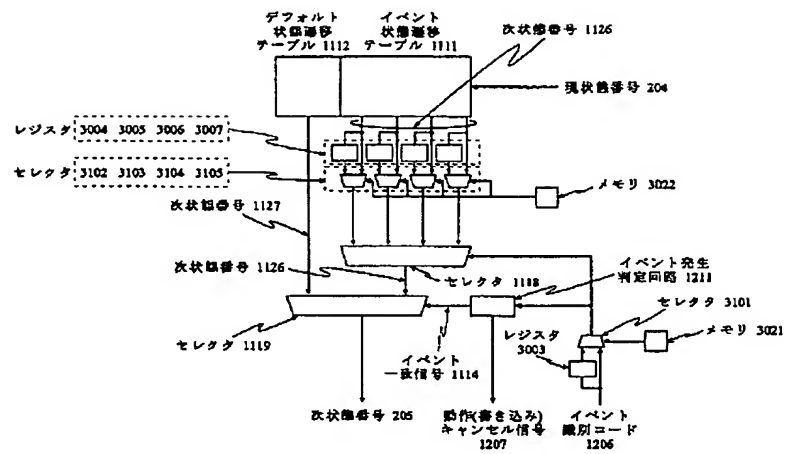 デフォルト
状態遷移
テーブル 1112
イベント
状態遷移
テーブル 1111
次状態番号 1126
現状態番号 204
レジスタ 3004 3005 3006 3007
セレクタ 3102 3103 3104 3105
メモリ 3022
次状態番号 1127
次状態番号 1126
セレクタ 1118
イベント発生
判定回路 1211
セレクタ 3101
セレクタ 1119
イベント
一致信号 1114
レジスタ
3003
メモリ 3021
次状態番号 205
動作(書き込み)
キャンセル信号
1207
イベント
識別コード
1206